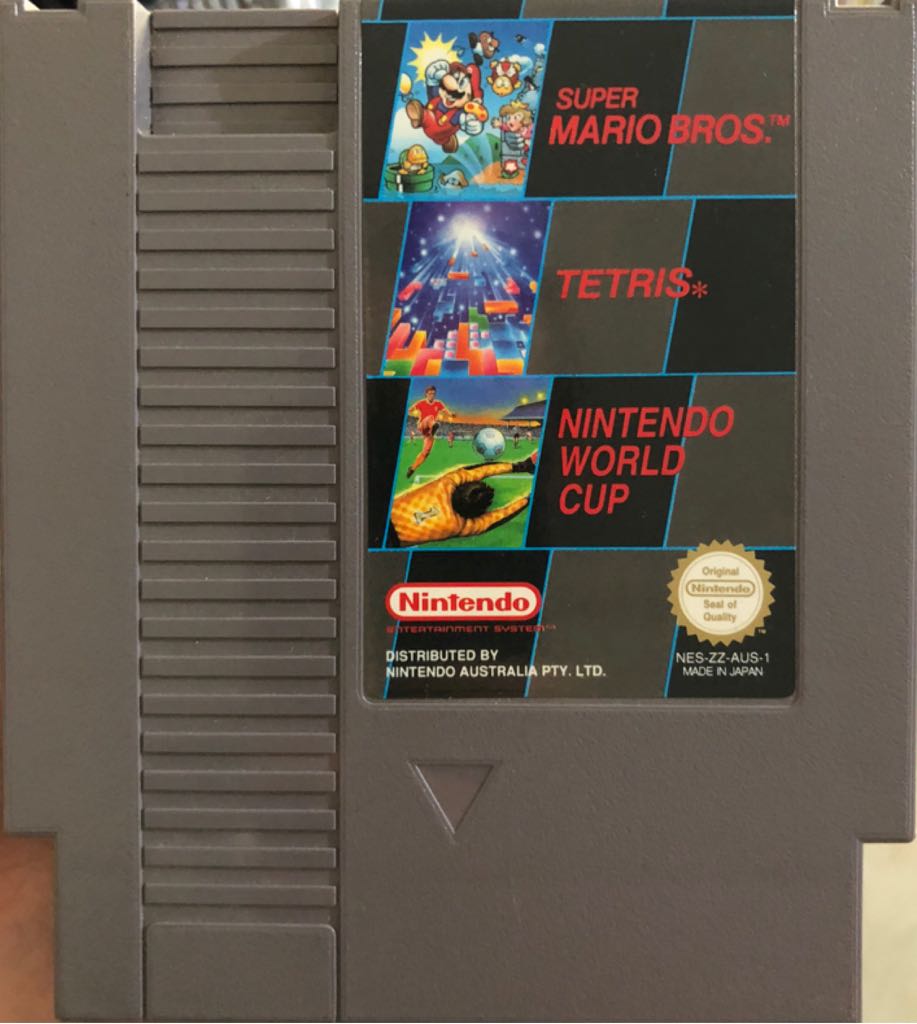 SUPER
MARIO BROS.™
TETRIS*
NINTENDO
WORLD
CUP
Nintendo
ENTERTAINMENT SYSTEM™
DISTRIBUTED BY
NINTENDO AUSTRALIA PTY. LTD.
Original
Nintendo
Seal of
Quality
™
NES-ZZ-AUS-1
MADE IN JAPAN